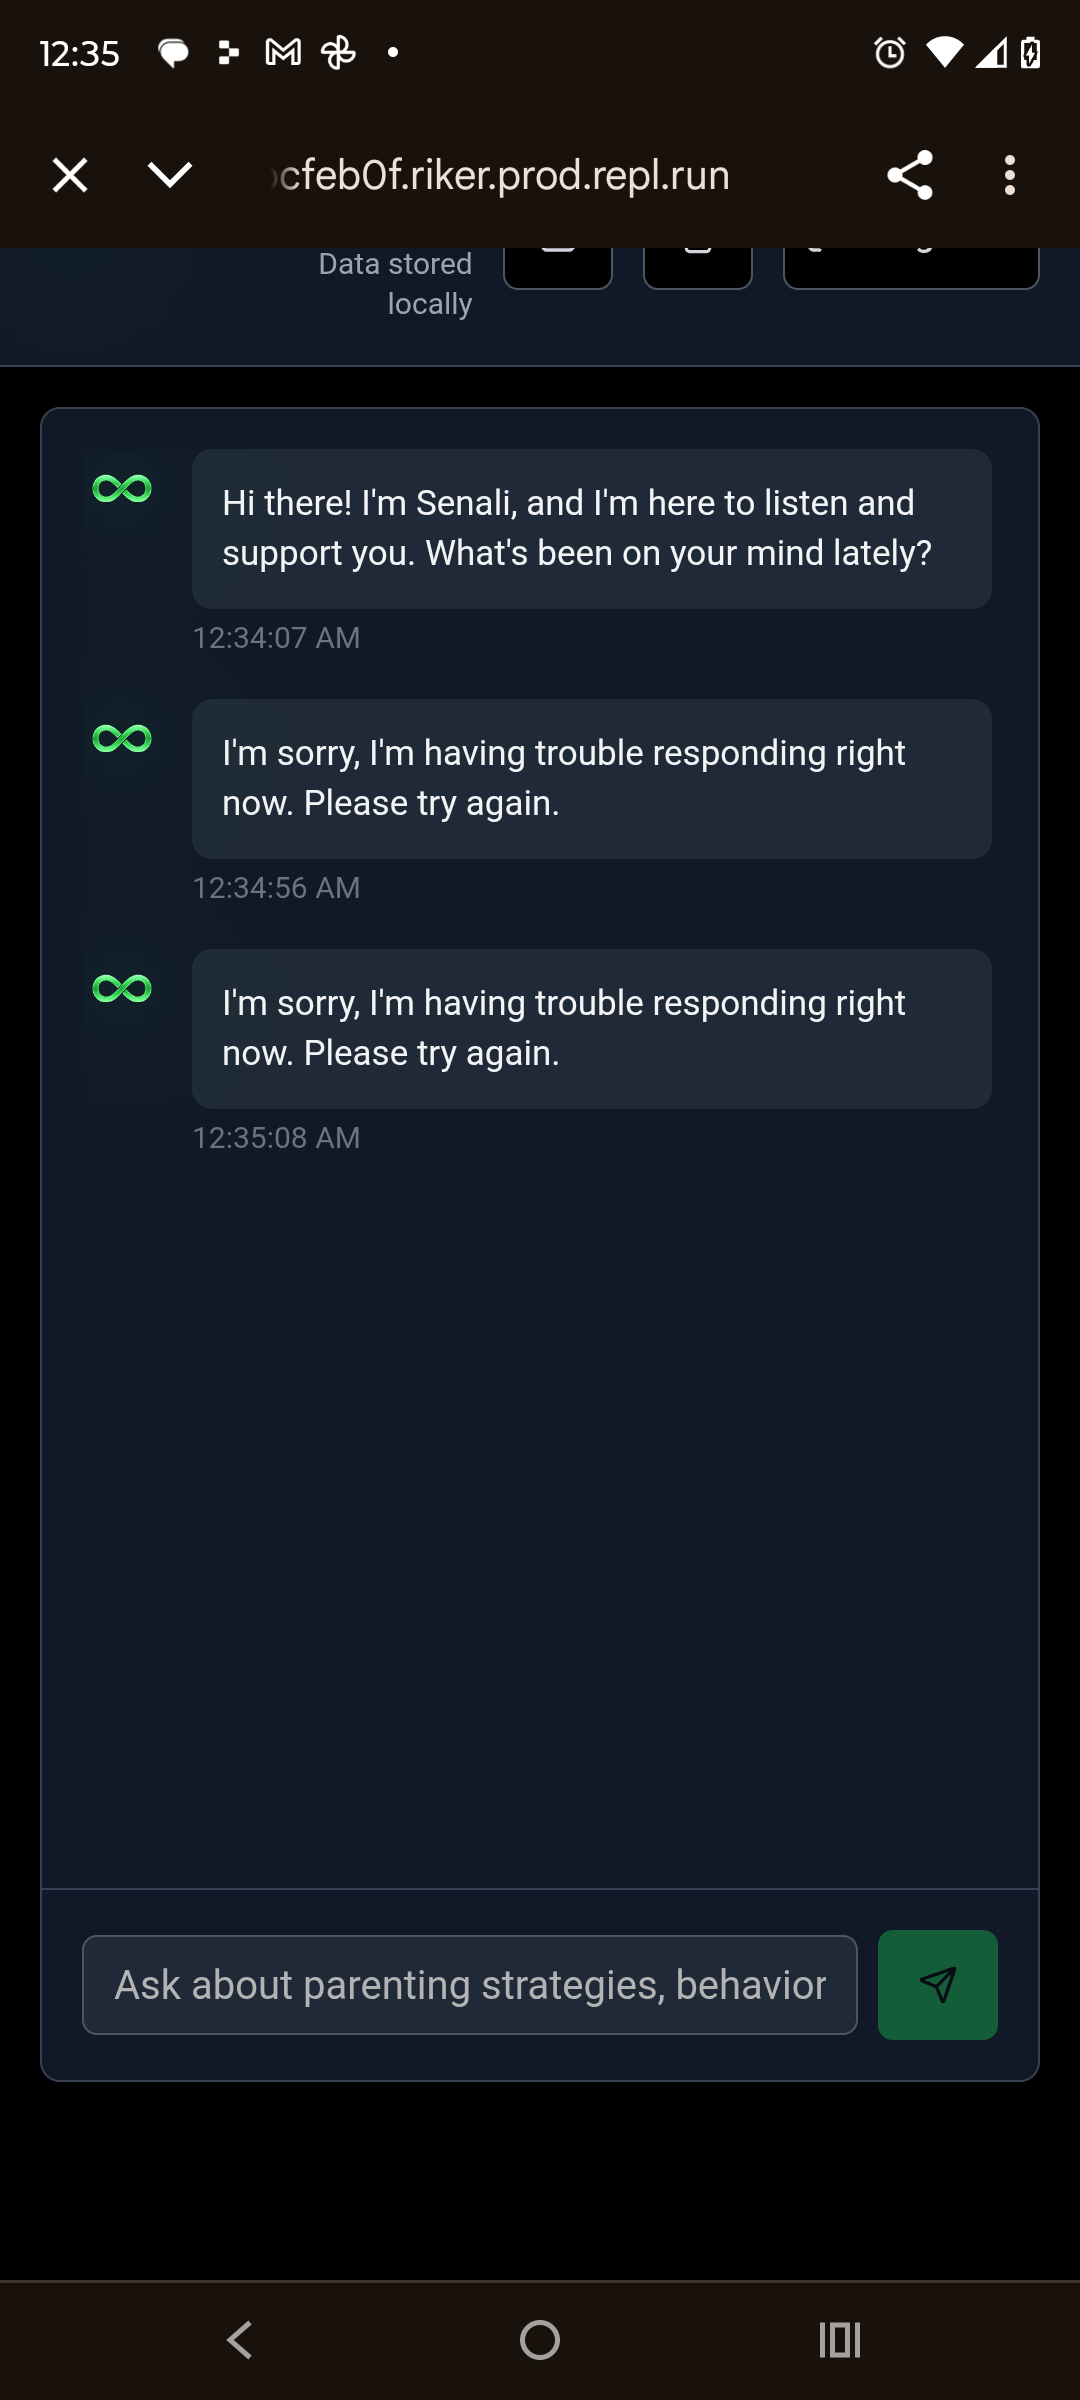 12:35
cfeb0f.riker.prod.repl.run
Data stored
locally
Hi there! I'm Senali, and I'm here to listen and
support you. What's been on your mind lately?
12:34:07 AM
I'm sorry, I'm having trouble responding right
now. Please try again.
12:34:56 AM
I'm sorry, I'm having trouble responding right
now. Please try again.
12:35:08 AM
Ask about parenting strategies, behavior